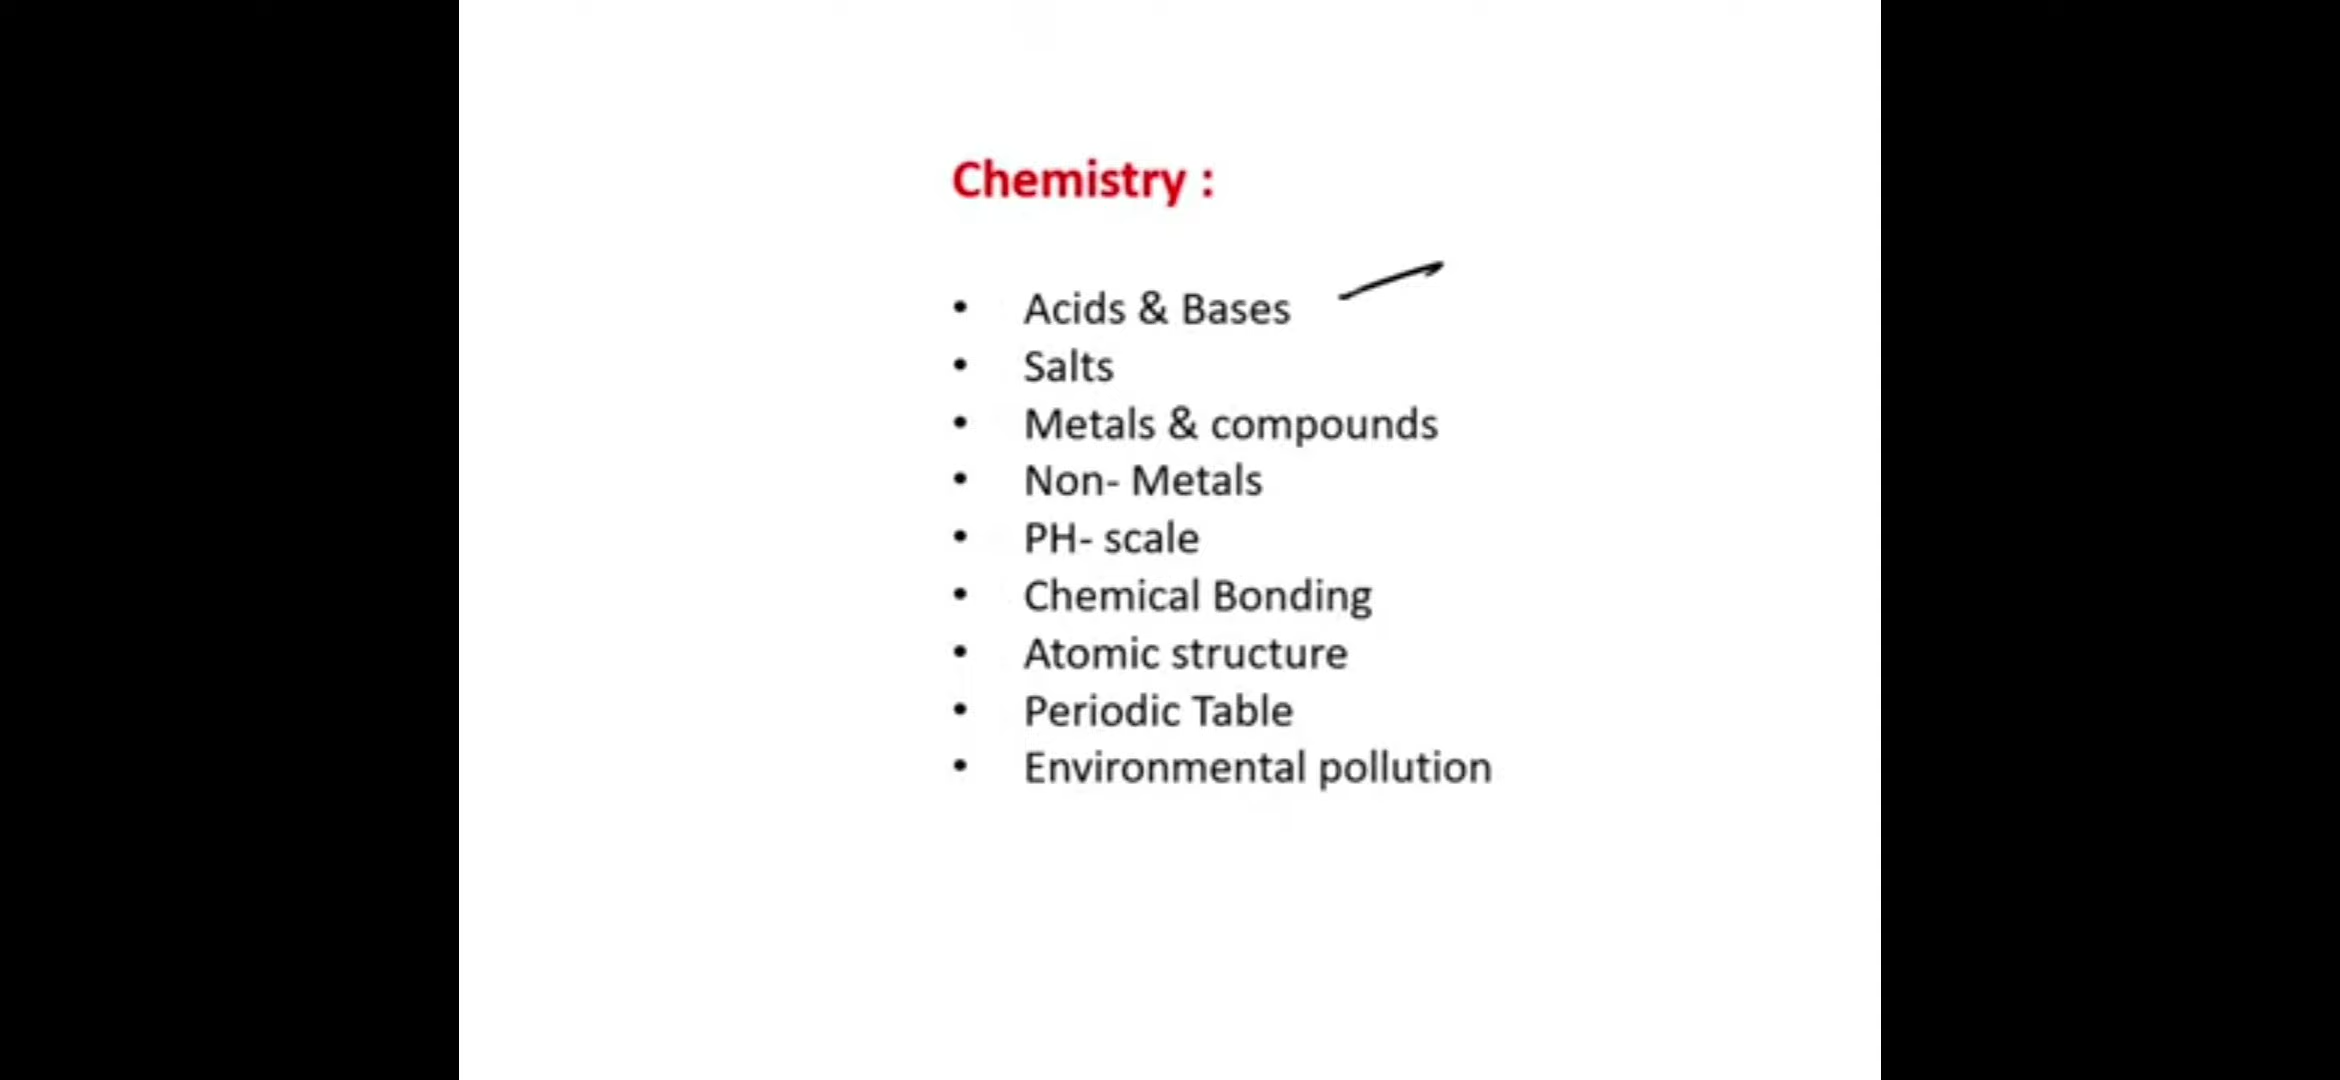 Chemistry :
• Acids & Bases
• Salts
• Metals & compounds
• Non- Metals
• PH- scale
• Chemical Bonding
• Atomic structure
• Periodic Table
• Environmental pollution